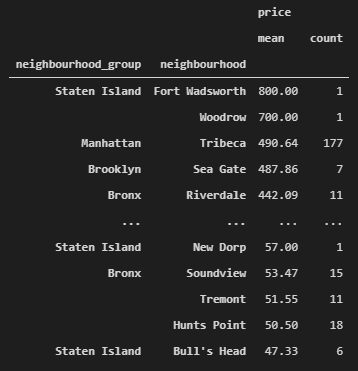 price
mean count
neighbourhood_group neighbourhood
Staten Island Fort Wadsworth 800.00 1
Woodrow 700.00 1
Manhattan Tribeca 490.64 177
Brooklyn Sea Gate 487.86 7
Bronx Riverdale 442.09 11
... ... ... ...
Staten Island New Dorp 57.00 1
Bronx Soundview 53.47 15
Tremont 51.55 11
Hunts Point 50.50 18
Staten Island Bull's Head 47.33 6